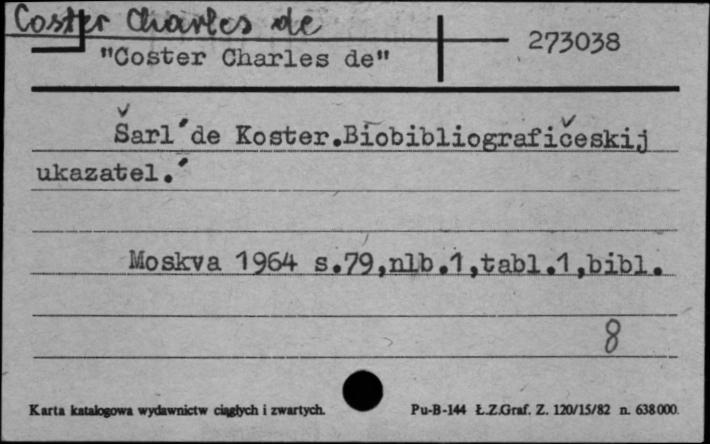 Coster Charles de
"Coster Charles de" 273038
Šarl´de Koster.Biobibliografičeskij
ukazatel.´
Moskva 1964 s.79,nlb.1,tabl.1,bibl.
8
Karta katalogowa wydawnictw ciągłych i zwartych. Pu-B-144 Ł.Z.Graf. Z. 120/15/82 n. 638000.